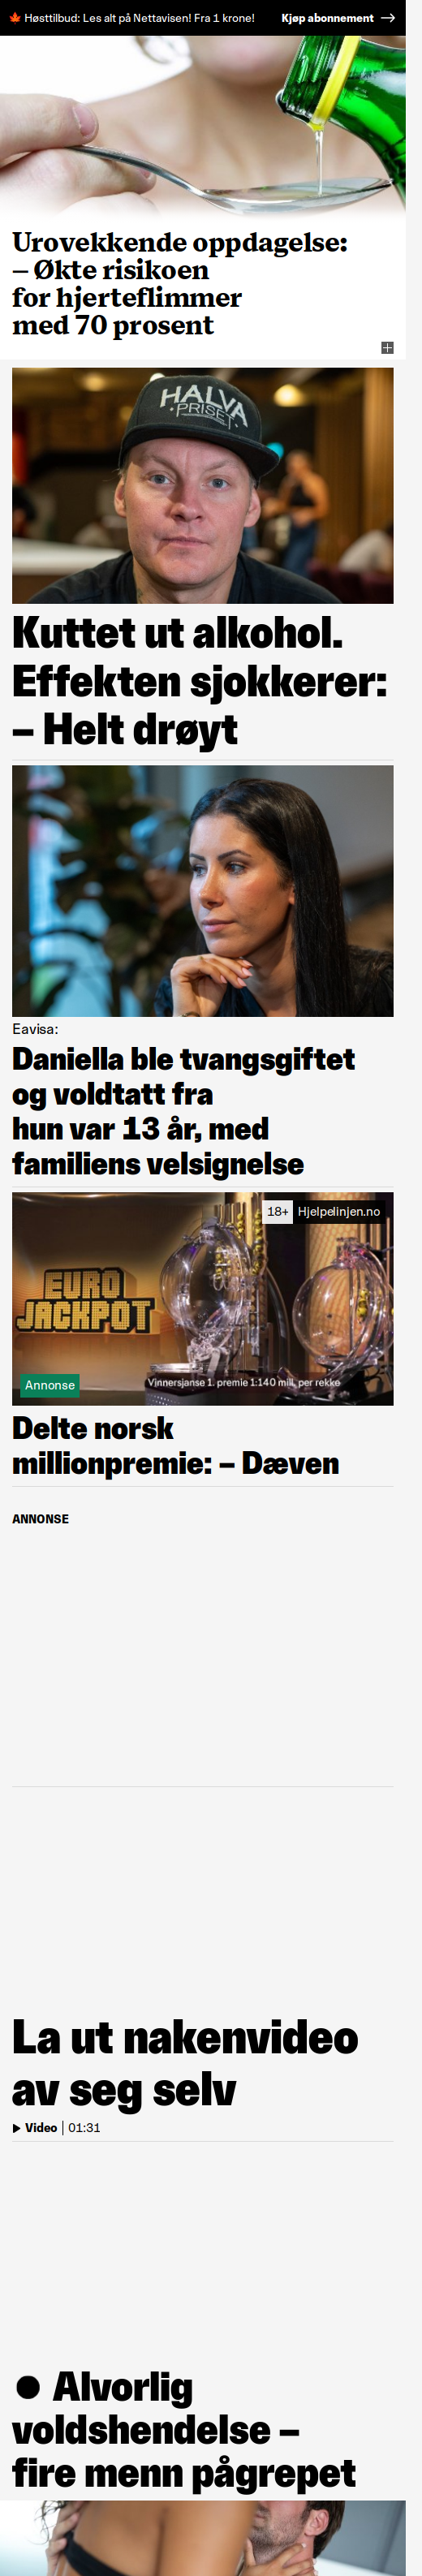 🍁 Høsttilbud: Les alt på Nettavisen! Fra 1 krone! Kjøp abonnement →
Urovekkende oppdagelse:
– Økte risikoen
for hjerteflimmer
med 70 prosent
HALVA
PRISET
Kuttet ut alkohol.
Effekten sjokkerer:
– Helt drøyt
Eavisa:
Daniella ble tvangsgiftet
og voldtatt fra
hun var 13 år, med
familiens velsignelse
18+ Hjelpelinjen.no
EURO
JACKPOT
Vinnersjanse 1. premie 1:140 mill. per rekke
Annonse
Delte norsk
millionpremie: – Dæven
ANNONSE
La ut nakenvideo
av seg selv
Video | 01:31
● Alvorlig
voldshendelse –
fire menn pågrepet